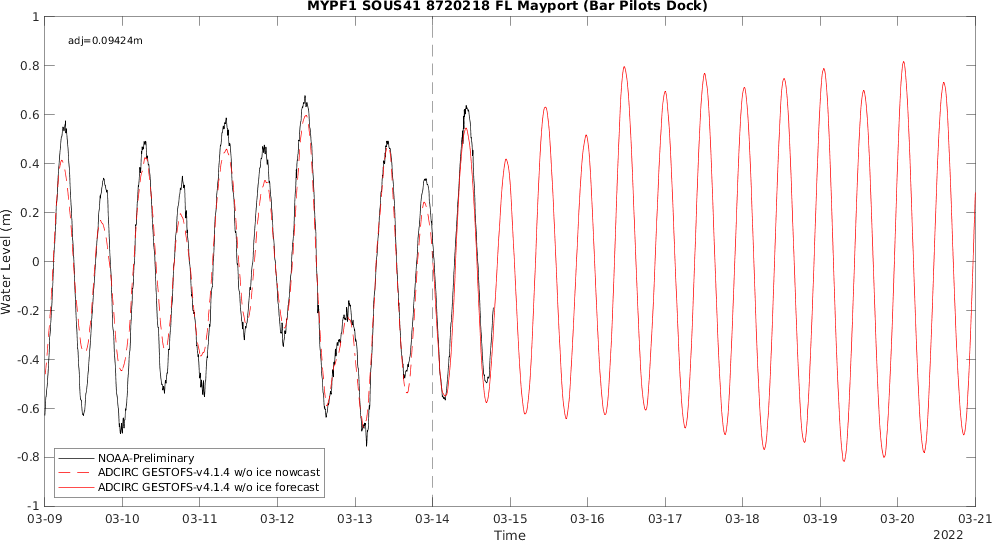 MYPF1 SOUS41 8720218 FL Mayport (Bar Pilots Dock)
adj=0.09424m
1
0.8
0.6
0.4
0.2
0
-0.2
-0.4
-0.6
-0.8
-1
Water Level (m)
NOAA-Preliminary
ADCIRC GESTOFS-v4.1.4 w/o ice nowcast
ADCIRC GESTOFS-v4.1.4 w/o ice forecast
03-09 03-10 03-11 03-12 03-13 03-14 03-15 03-16 03-17 03-18 03-19 03-20 03-21
Time
2022